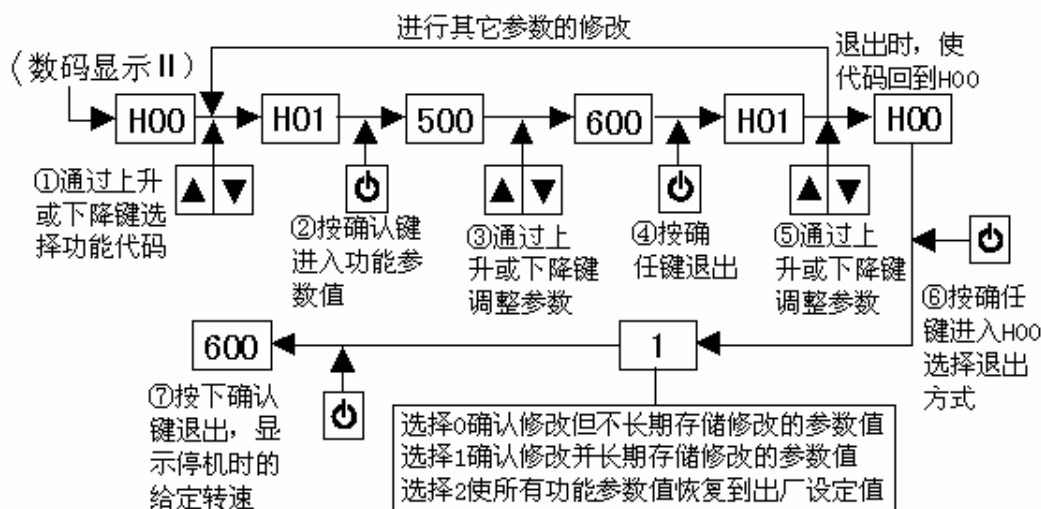 进行其它参数的修改
(数码显示II)
退出时，使
代码回到H00
H00
H01
500
600
H01
H00
①通过上升
或下降键选
择功能代码
②按确认键
进入功能参
数值
③通过上
升或下降键
调整参数
④按确
任键退出
⑤通过上
升或下降键
调整参数
⑥按确任
键进入H00
选择退出
方式
600
1
⑦按下确认
键退出，显
示停机时的
给定转速
选择0确认修改但不长期存储修改的参数值
选择1确认修改并长期存储修改的参数值
选择2使所有功能参数值恢复到出厂设定值